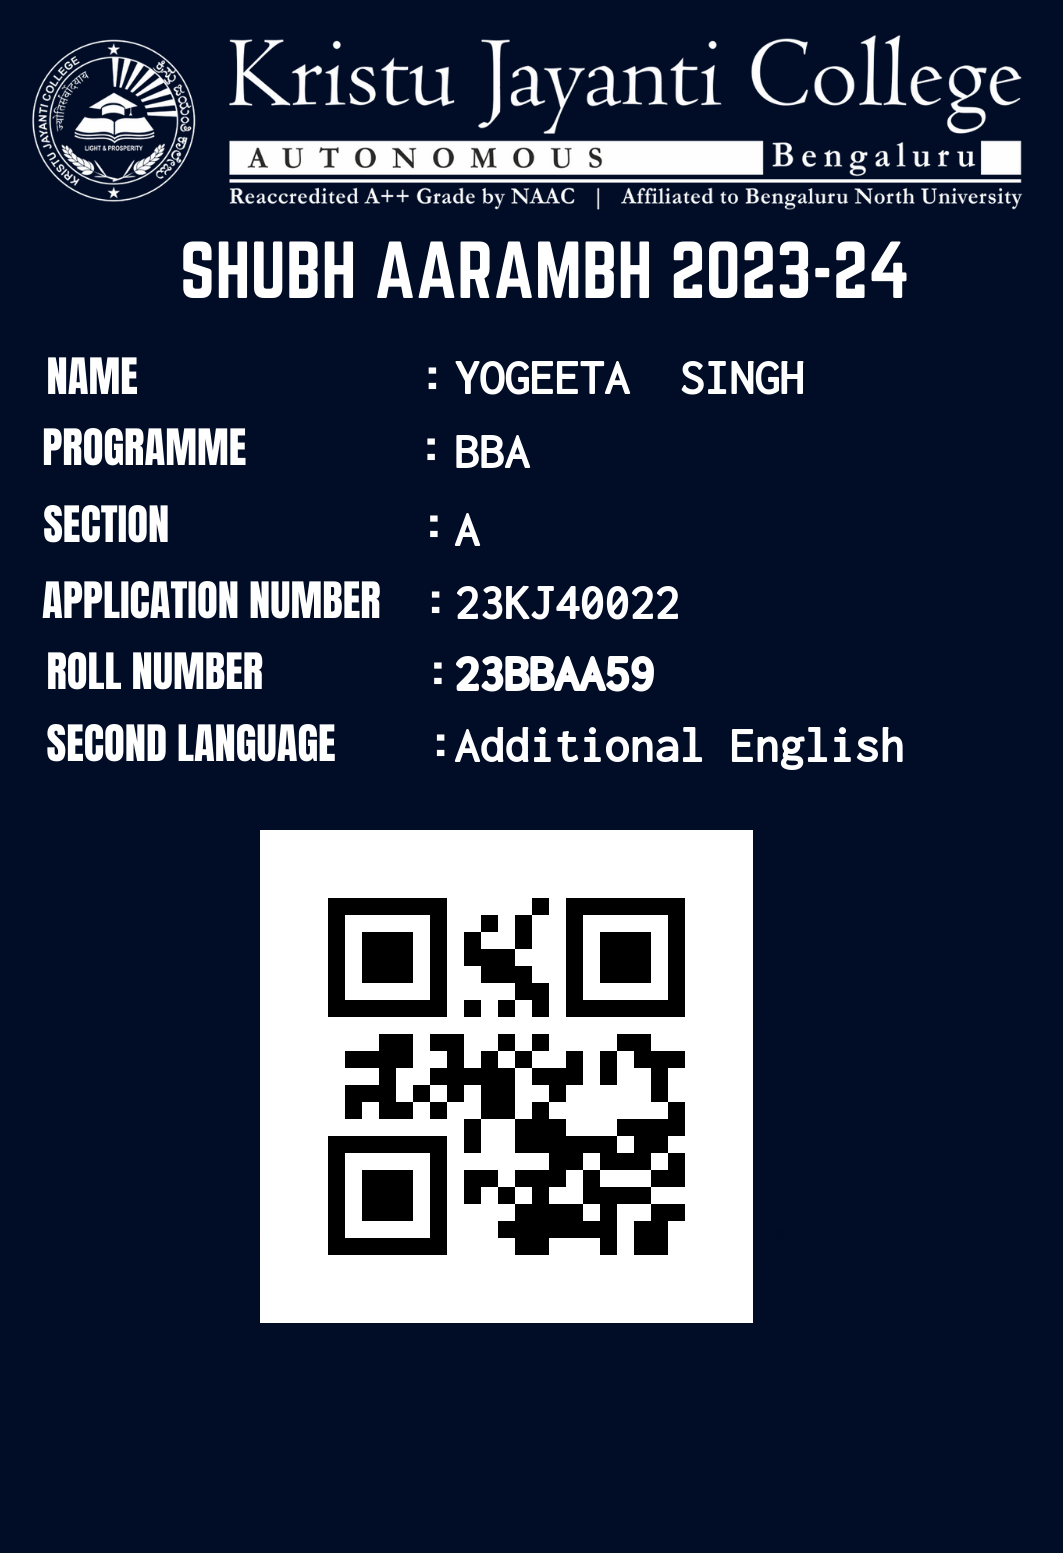 KRISTU JAYANTI COLLEGE
ಕ್ರಿಸ್ತು ಜಯಂತಿ ಕಾಲೇಜು
ज्योतिर्समृद्धिदायाय
LIGHT & PROSPERITY
Kristu Jayanti College
AUTONOMOUS Bengaluru
Reaccredited A++ Grade by NAAC | Affiliated to Bengaluru North University
SHUBH AARAMBH 2023-24
NAME : YOGEETA SINGH
PROGRAMME : BBA
SECTION : A
APPLICATION NUMBER : 23KJ40022
ROLL NUMBER : 23BBAA59
SECOND LANGUAGE : Additional English